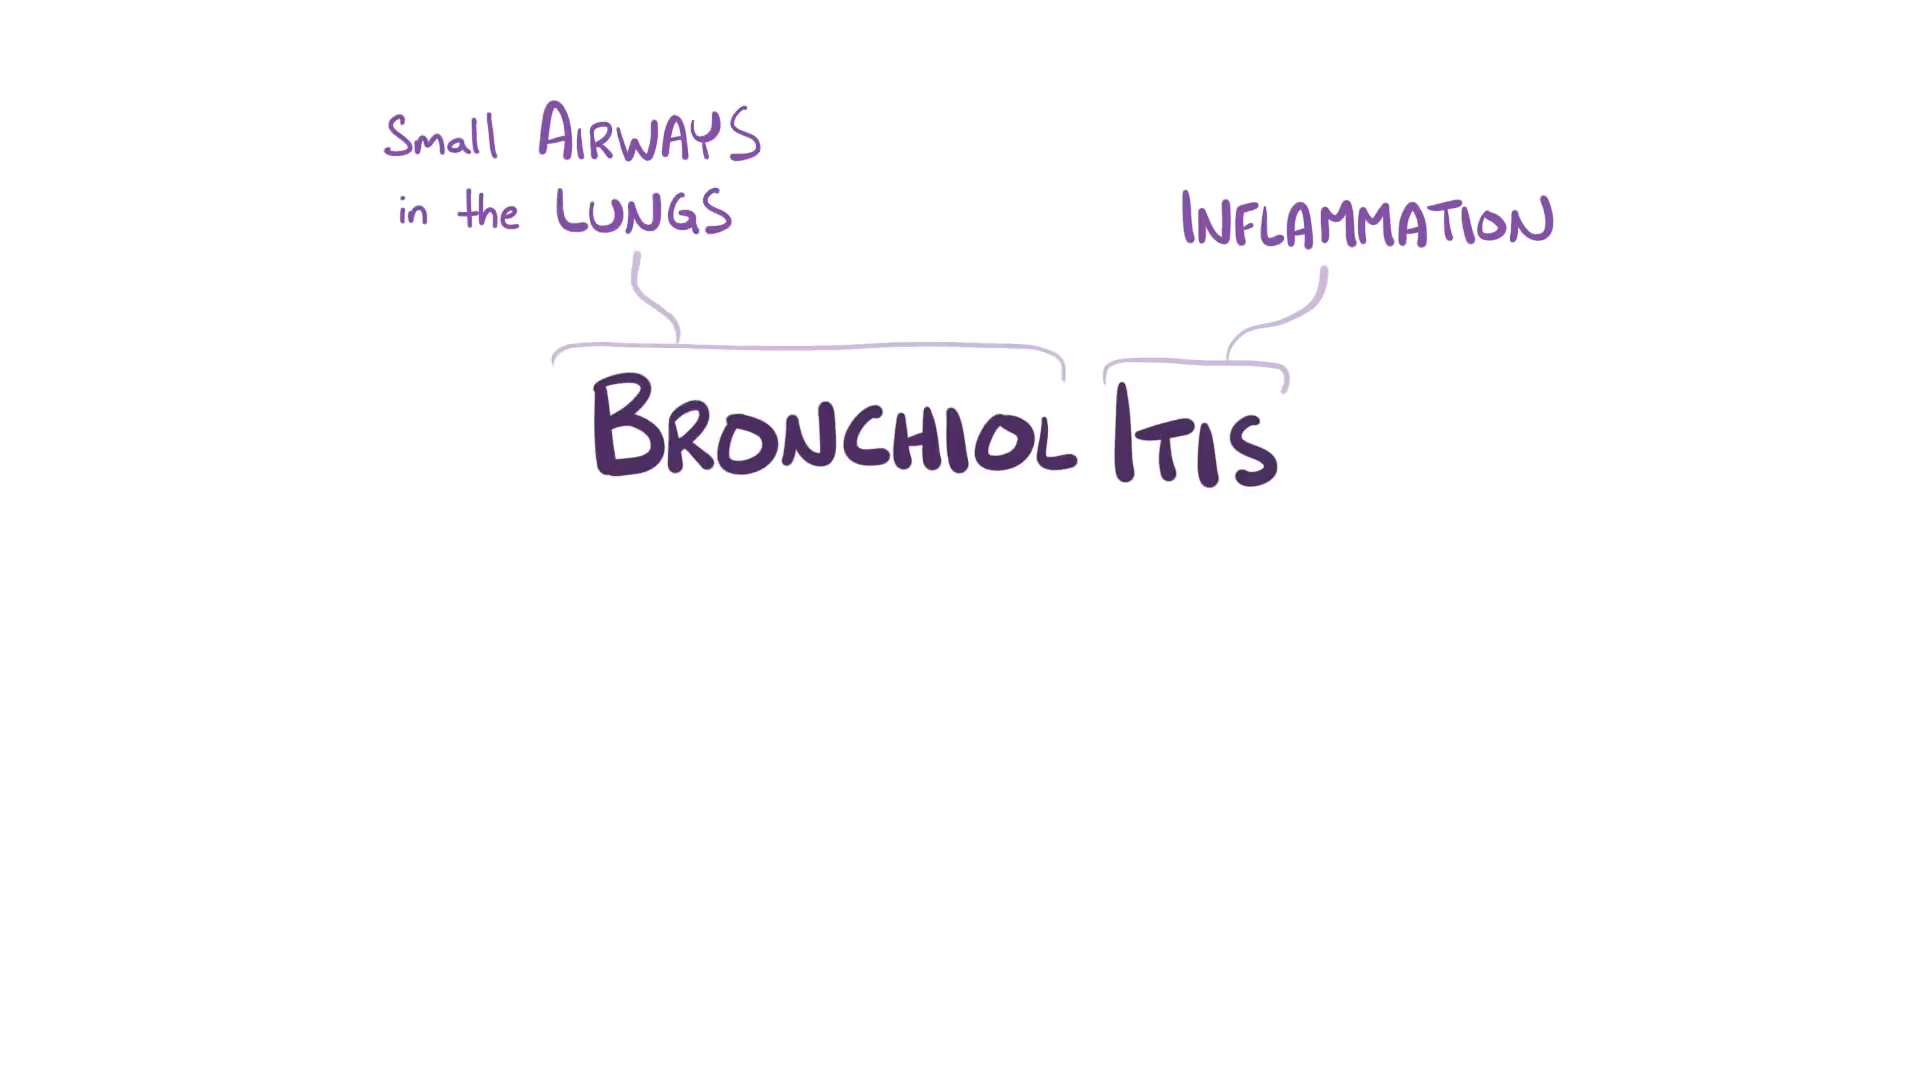 Small AIRWAYS
in the LUNGS
INFLAMMATION
BRONCHIOL ITIS